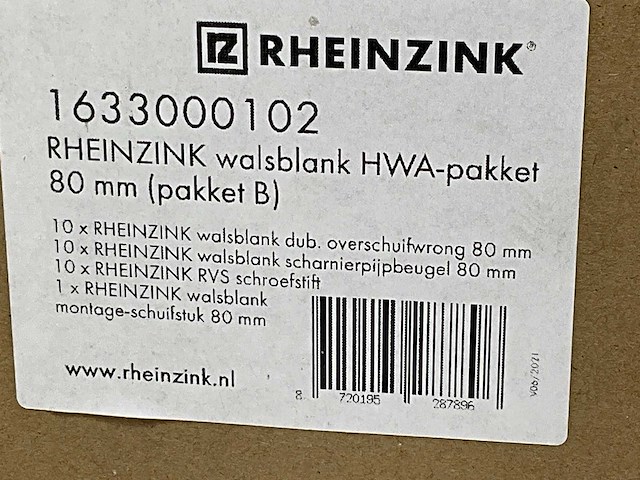 RZ RHEINZINK®
1633000102
RHEINZINK walsblank HWA-pakket
80 mm (pakket B)
10 x RHEINZINK walsblank dub. overschuifwrong 80 mm
10 x RHEINZINK walsblank scharnierpijpbeugel 80 mm
10 x RHEINZINK RVS schroefstift
1 x RHEINZINK walsblank
montage-schuifstuk 80 mm
www.rheinzink.nl
8 720195 287896
V06/2021